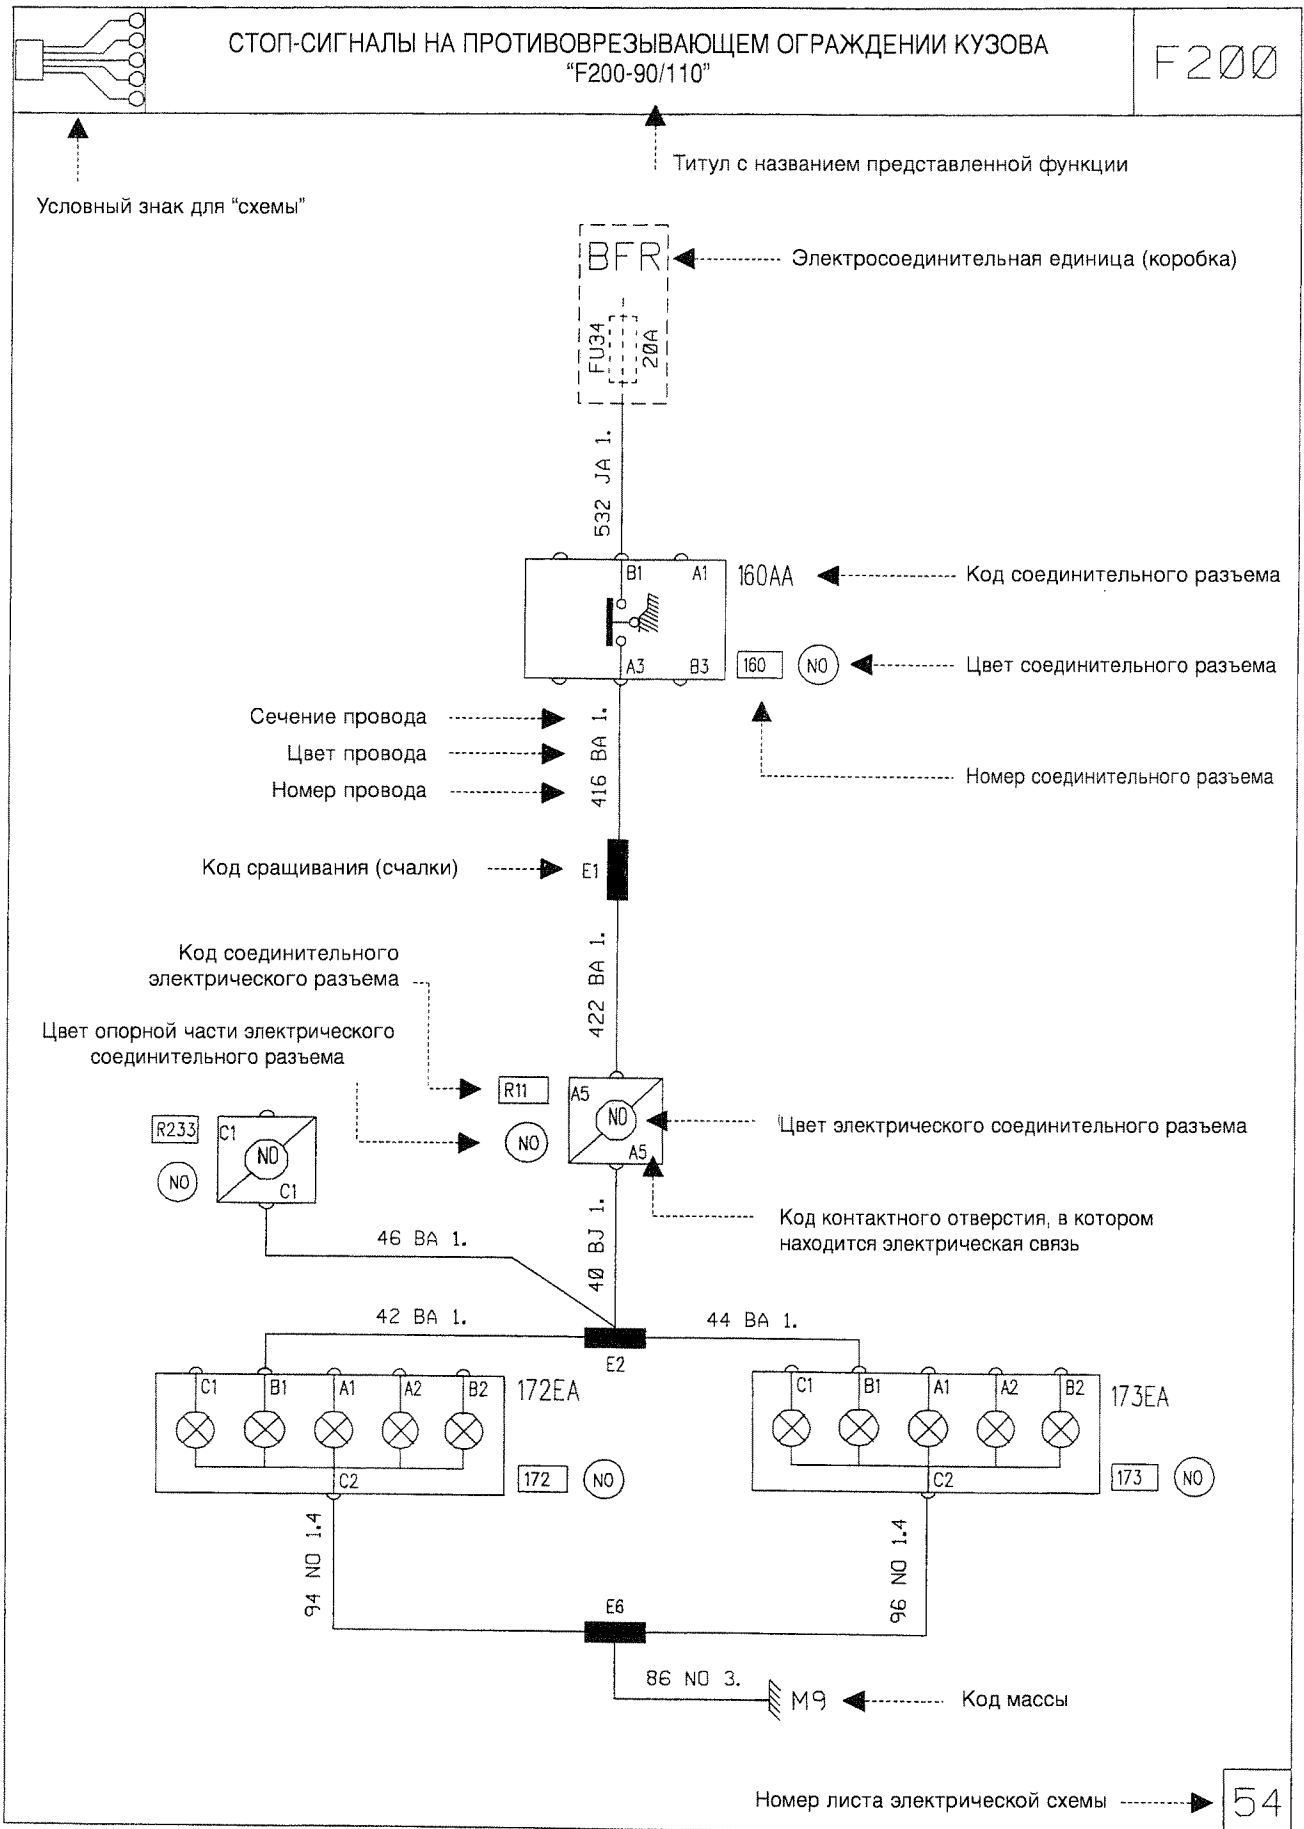 СТОП-СИГНАЛЫ НА ПРОТИВОВРЕЗЫВАЮЩЕМ ОГРАЖДЕНИИ КУЗОВА
“F200-90/110”
F200
Титул с названием представленной функции
Условный знак для “схемы”
BFR
Электросоединительная единица (коробка)
FU34
20A
532 JA 1.
B1
A1
160AA
Код соединительного разъема
A3
B3
160
NO
Цвет соединительного разъема
Сечение провода
Цвет провода
Номер провода
416 BA 1.
Номер соединительного разъема
Код сращивания (счалки)
E1
Код соединительного
электрического разъема
422 BA 1.
Цвет опорной части электрического
соединительного разъема
R11
A5
NO
A5
NO
Цвет электрического соединительного разъема
R233
C1
NO
C1
NO
Код контактного отверстия, в котором
находится электрическая связь
46 BA 1.
40 BJ 1.
42 BA 1.
44 BA 1.
E2
C1
B1
A1
A2
B2
172EA
C2
172
NO
C1
B1
A1
A2
B2
173EA
C2
173
NO
94 NO 1.4
96 NO 1.4
E6
86 NO 3.
M9
Код массы
Номер листа электрической схемы
54